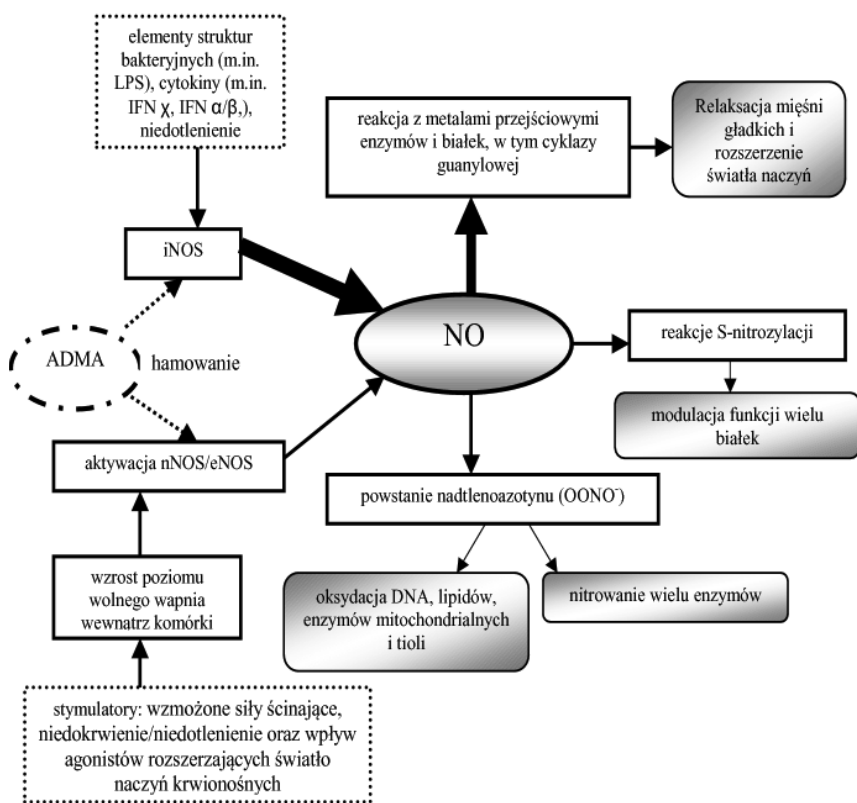 elementy struktur
bakteryjnych (m.in.
LPS), cytokiny (m.in.
IFN χ, IFN α/β,),
niedotlenienie
reakcja z metalami przejściowymi
enzymów i białek, w tym cyklazy
guanylowej
Relaksacja mięśni
gładkich i
rozszerzenie
światła naczyń
iNOS
NO
reakcje S-nitrozylacji
ADMA
hamowanie
modulacja funkcji wielu
białek
aktywacja nNOS/eNOS
powstanie nadtlenoazotynu (OONO⁻)
wzrost poziomu
wolnego wapnia
wewnątrz komórki
oksydacja DNA, lipidów,
enzymów mitochondrialnych
i tioli
nitrowanie wielu enzymów
stymulatory: wzmożone siły ścinające,
niedokrwienie/niedotlenienie oraz wpływ
agonistów rozszerzających światło
naczyń krwionośnych